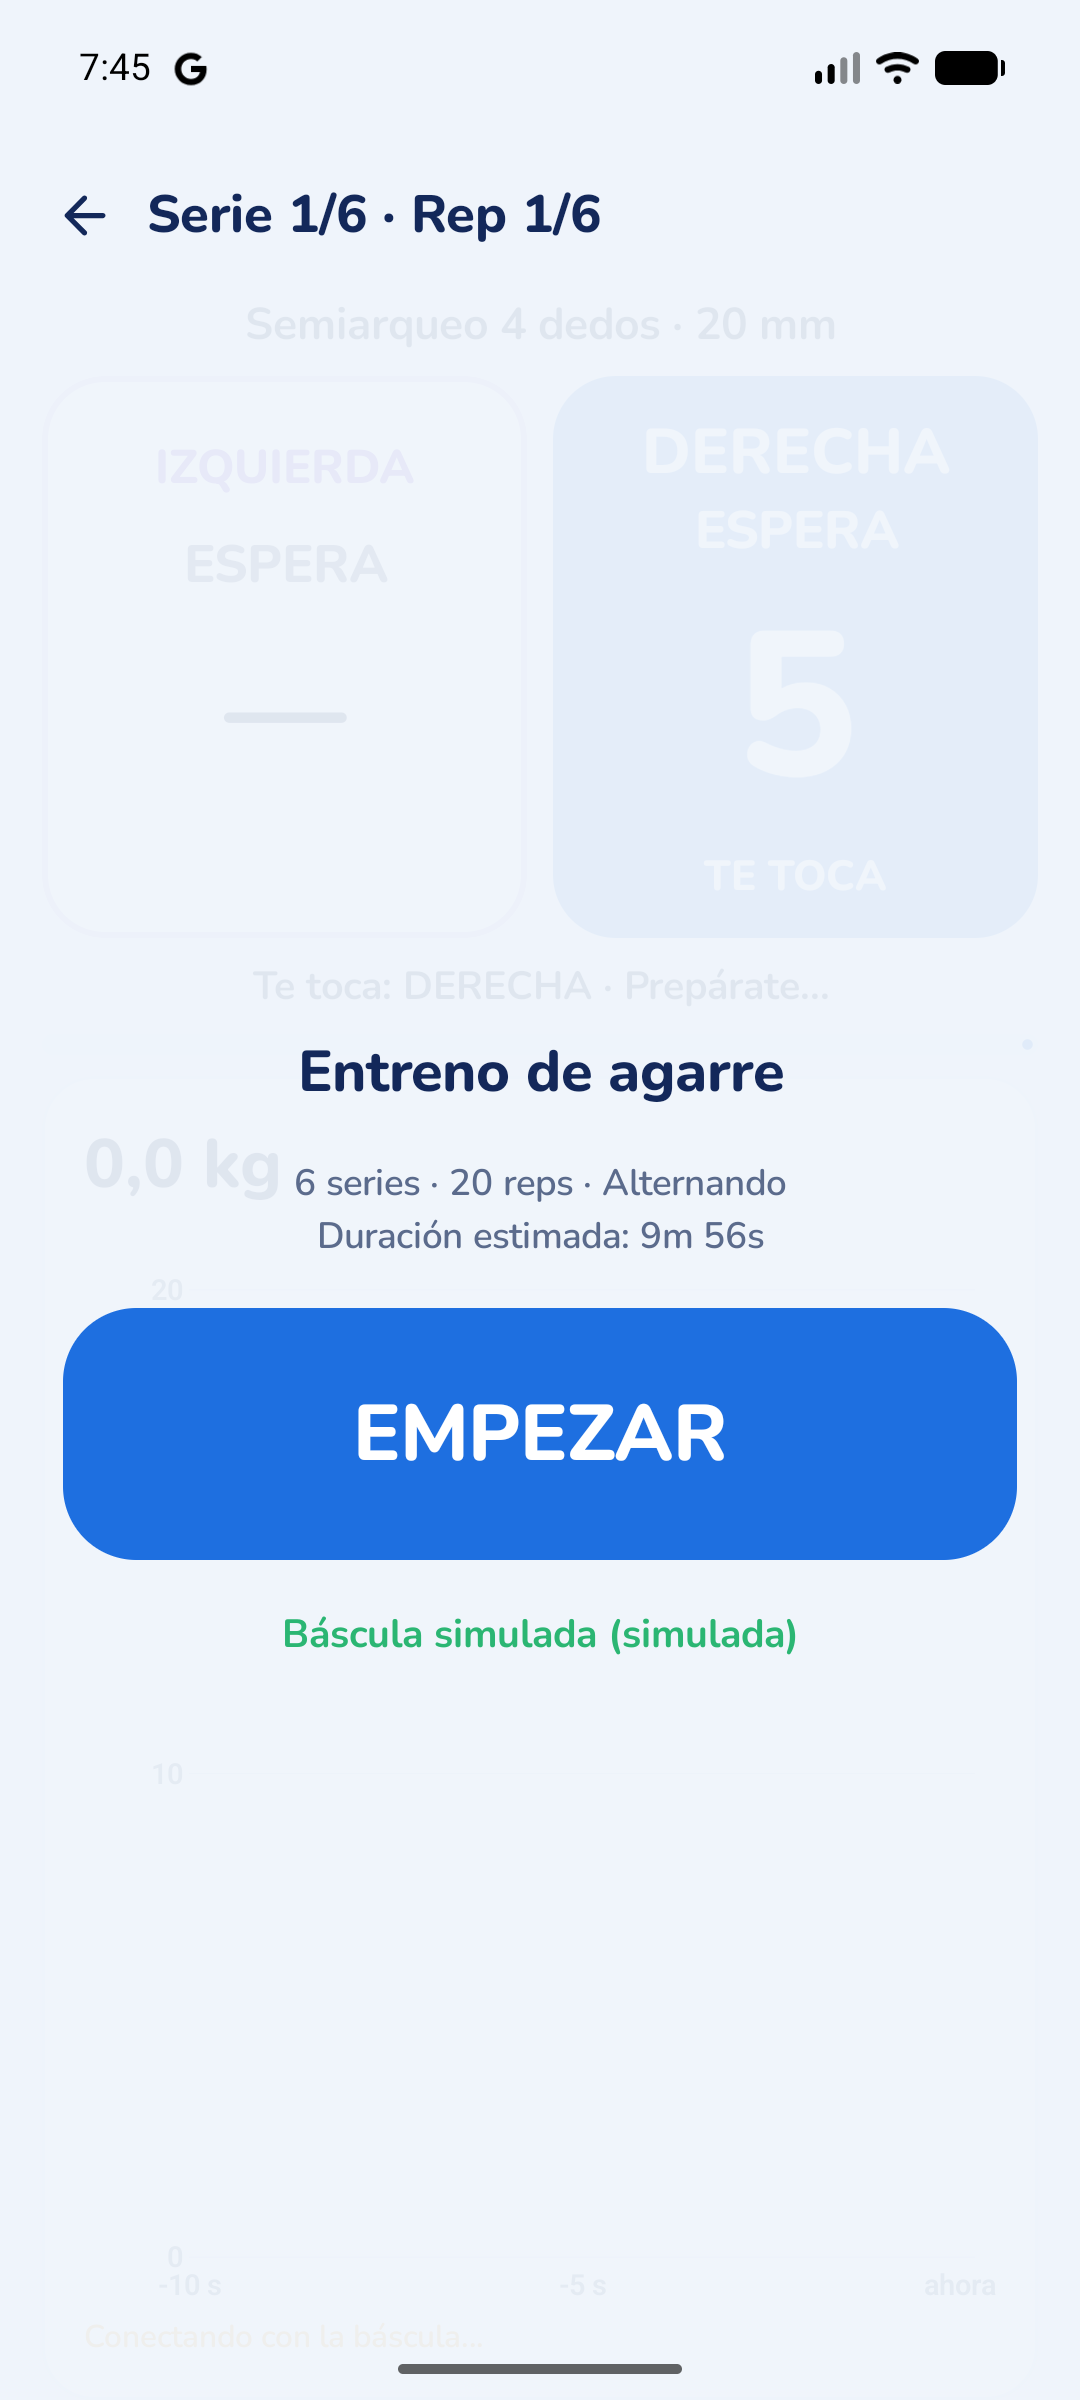 7:45
Serie 1/6 · Rep 1/6
Semiarqueo 4 dedos · 20 mm
IZQUIERDA
ESPERA
—
DERECHA
ESPERA
5
TE TOCA
Te toca: DERECHA · Prepárate...
Entreno de agarre
0,0 kg
6 series · 20 reps · Alternando
Duración estimada: 9m 56s
20
EMPEZAR
Báscula simulada (simulada)
10
0
-10 s
-5 s
ahora
Conectando con la báscula...